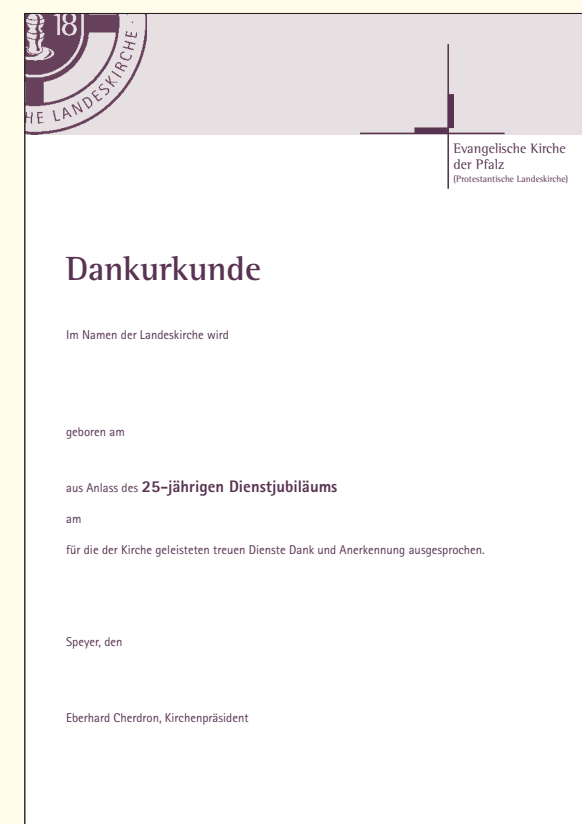 18
HE LANDESKIRCHE ·
Evangelische Kirche
der Pfalz
(Protestantische Landeskirche)
Dankurkunde
Im Namen der Landeskirche wird
geboren am
aus Anlass des 25-jährigen Dienstjubiläums
am
für die der Kirche geleisteten treuen Dienste Dank und Anerkennung ausgesprochen.
Speyer, den
Eberhard Cherdron, Kirchenpräsident